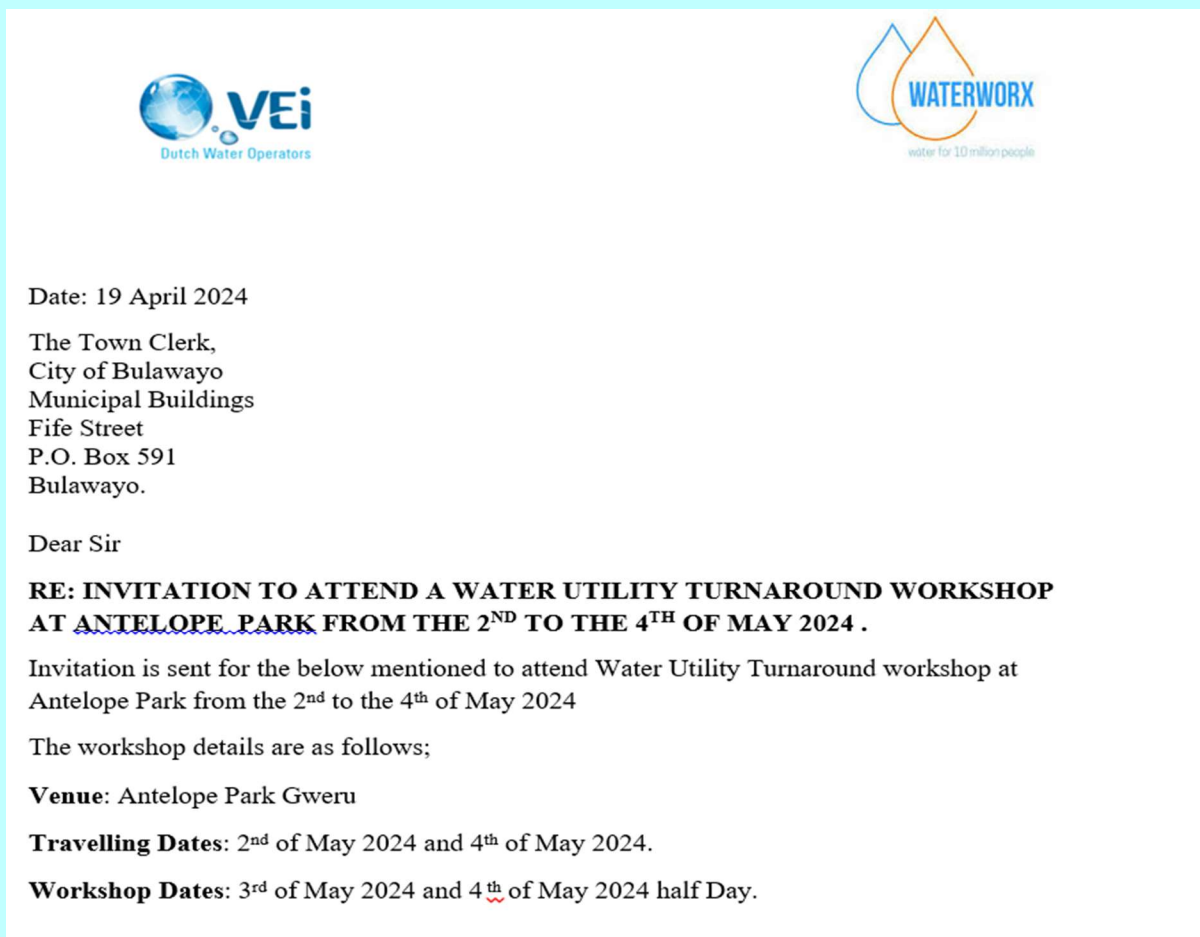 VEi
Dutch Water Operators
WATERWORX
water for 10 million people
Date: 19 April 2024
The Town Clerk,
City of Bulawayo
Municipal Buildings
Fife Street
P.O. Box 591
Bulawayo.
Dear Sir
RE: INVITATION TO ATTEND A WATER UTILITY TURNAROUND WORKSHOP
AT ANTELOPE PARK FROM THE 2ND TO THE 4TH OF MAY 2024 .
Invitation is sent for the below mentioned to attend Water Utility Turnaround workshop at
Antelope Park from the 2nd to the 4th of May 2024
The workshop details are as follows;
Venue: Antelope Park Gweru
Travelling Dates: 2nd of May 2024 and 4th of May 2024.
Workshop Dates: 3rd of May 2024 and 4 th of May 2024 half Day.